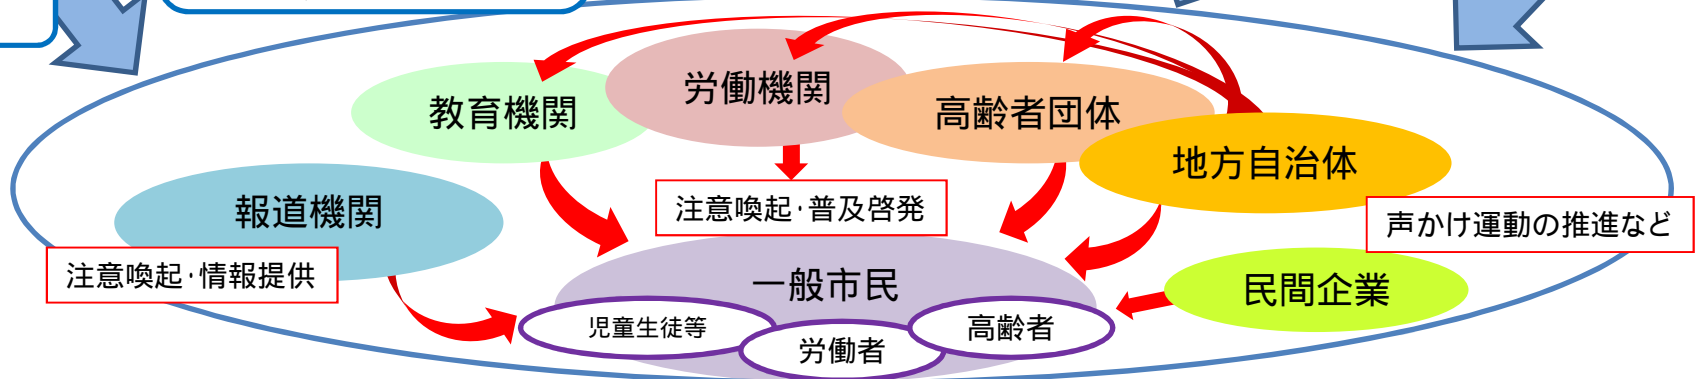 労働機関
教育機関
高齢者団体
地方自治体
報道機関
注意喚起・普及啓発
声かけ運動の推進など
注意喚起・情報提供
一般市民
民間企業
児童生徒等
高齢者
労働者